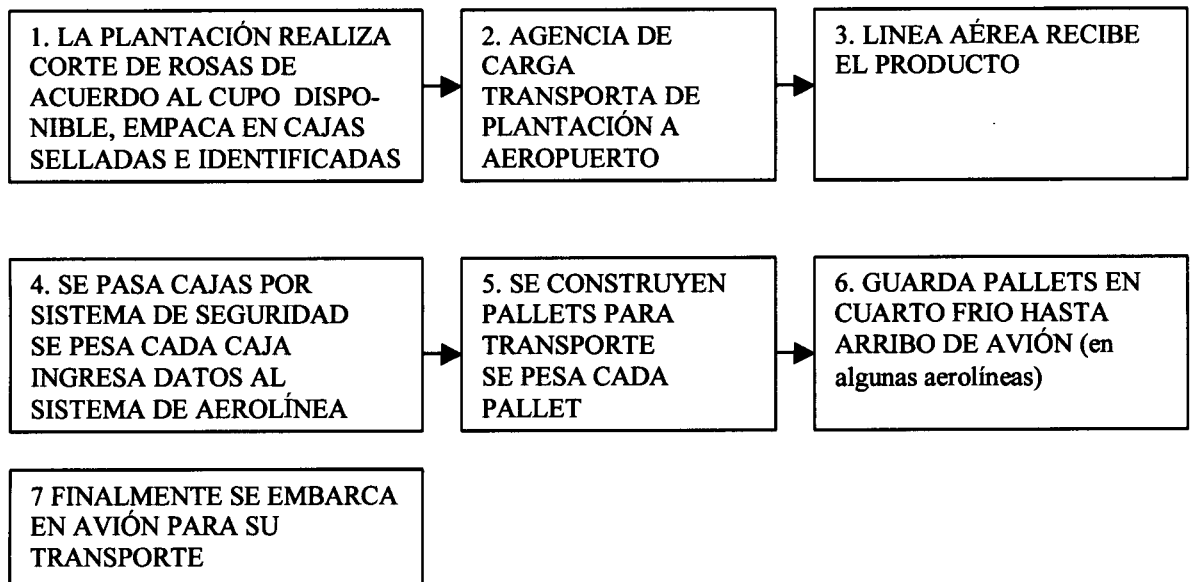 1. LA PLANTACIÓN REALIZA
CORTE DE ROSAS DE
ACUERDO AL CUPO DISPO-
NIBLE, EMPACA EN CAJAS
SELLADAS E IDENTIFICADAS
2. AGENCIA DE
CARGA
TRANSPORTA DE
PLANTACIÓN A
AEROPUERTO
3. LINEA AÉREA RECIBE
EL PRODUCTO
4. SE PASA CAJAS POR
SISTEMA DE SEGURIDAD
SE PESA CADA CAJA
INGRESA DATOS AL
SISTEMA DE AEROLÍNEA
5. SE CONSTRUYEN
PALLETS PARA
TRANSPORTE
SE PESA CADA
PALLET
6. GUARDA PALLETS EN
CUARTO FRIO HASTA
ARRIBO DE AVIÓN (en
algunas aerolíneas)
7 FINALMENTE SE EMBARCA
EN AVIÓN PARA SU
TRANSPORTE